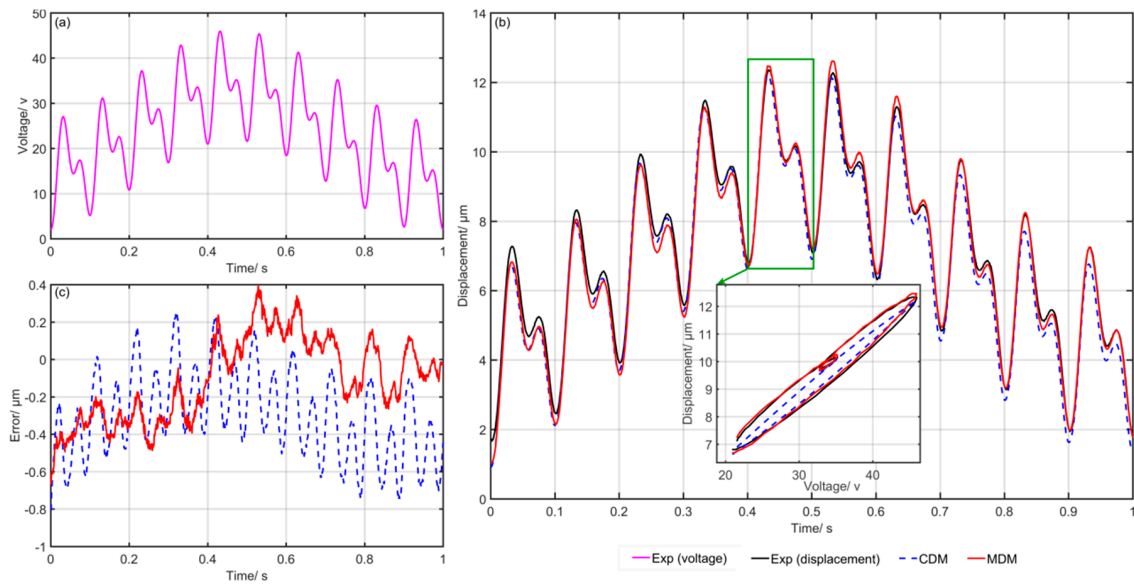 (a)
50
40
30
20
10
0
Voltage/ v
0 0.2 0.4 0.6 0.8 1
Time/ s
(b)
14
12
10
8
6
4
2
0
Displacement/ μm
0 0.1 0.2 0.3 0.4 0.5 0.6 0.7 0.8 0.9 1
Time/ s
12
11
10
9
8
7
Displacement/ μm
20 30 40
Voltage/ v
(c)
0.4
0.2
0
-0.2
-0.4
-0.6
-0.8
-1
Error/ μm
0 0.2 0.4 0.6 0.8 1
Time/ s
Exp (voltage) Exp (displacement) CDM MDM